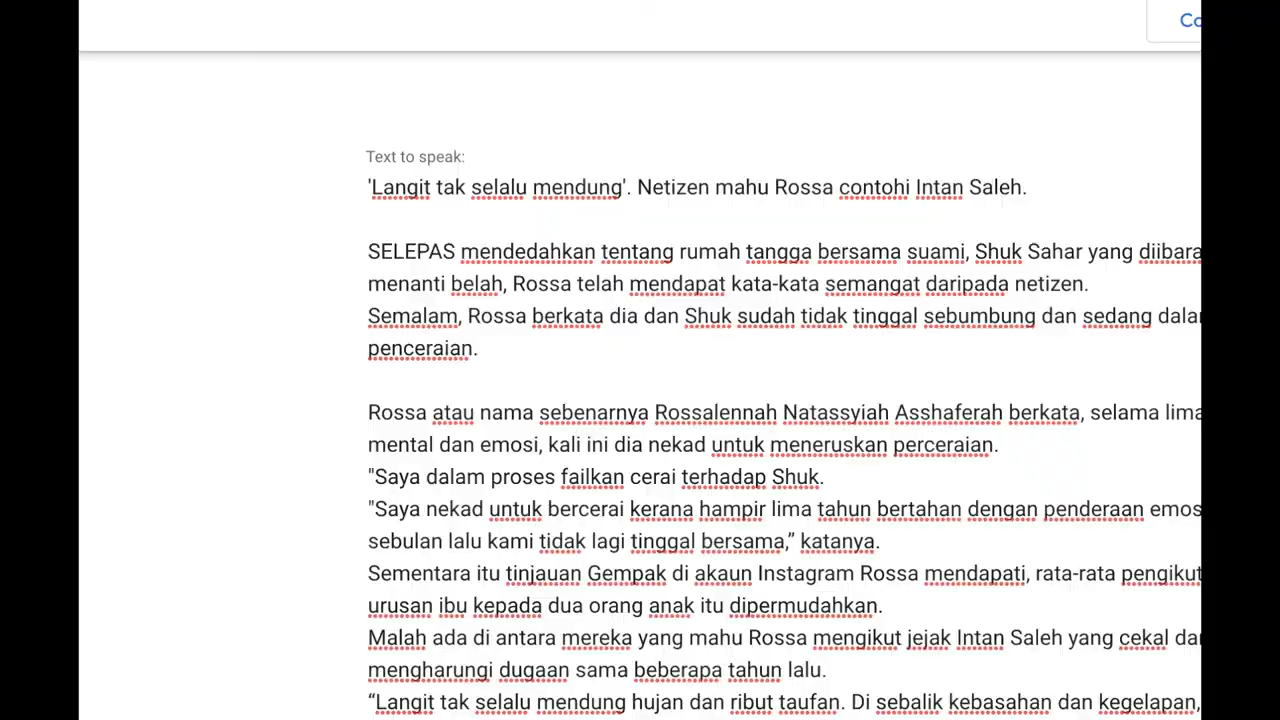 Text to speak:
'Langit tak selalu mendung'. Netizen mahu Rossa contohi Intan Saleh.
SELEPAS mendedahkan tentang rumah tangga bersama suami, Shuk Sahar yang
menanti belah, Rossa telah mendapat kata-kata semangat daripada netizen.
Semalam, Rossa berkata dia dan Shuk sudah tidak tinggal sebumbung dan sedang
penceraian.
Rossa atau nama sebenarnya Rossalennah Natassyiah Asshaferah berkata, selama lima
mental dan emosi, kali ini dia nekad untuk meneruskan perceraian.
"Saya dalam proses failkan cerai terhadap Shuk.
"Saya nekad untuk bercerai kerana hampir lima tahun bertahan dengan penderaan
sebulan lalu kami tidak lagi tinggal bersama,” katanya.
Sementara itu tinjauan Gempak di akaun Instagram Rossa mendapati, rata-rata pengikut
urusan ibu kepada dua orang anak itu dipermudahkan.
Malah ada di antara mereka yang mahu Rossa mengikut jejak Intan Saleh yang cekal
mengharungi dugaan sama beberapa tahun lalu.
“Langit tak selalu mendung hujan dan ribut taufan. Di sebalik kebasahan dan kegelapan,